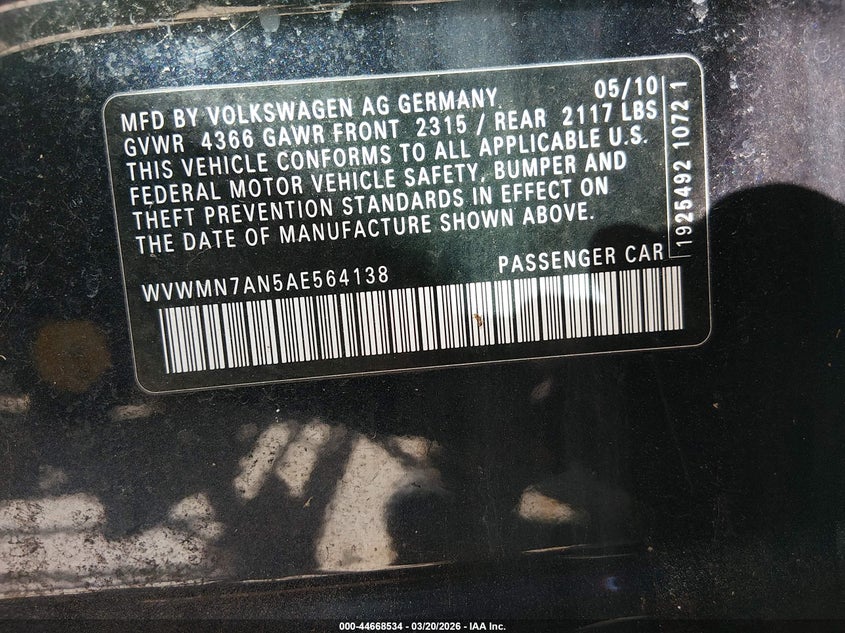 MFD BY VOLKSWAGEN AG GERMANY 05/10
GVWR 4366 GAWR FRONT 2315 / REAR 2117 LBS
THIS VEHICLE CONFORMS TO ALL APPLICABLE U.S.
FEDERAL MOTOR VEHICLE SAFETY, BUMPER AND
THEFT PREVENTION STANDARDS IN EFFECT ON
THE DATE OF MANUFACTURE SHOWN ABOVE.
WVWMN7AN5AE564138 PASSENGER CAR
1925492 1072 1
000-44668534 - 03/20/2026 - IAA Inc.